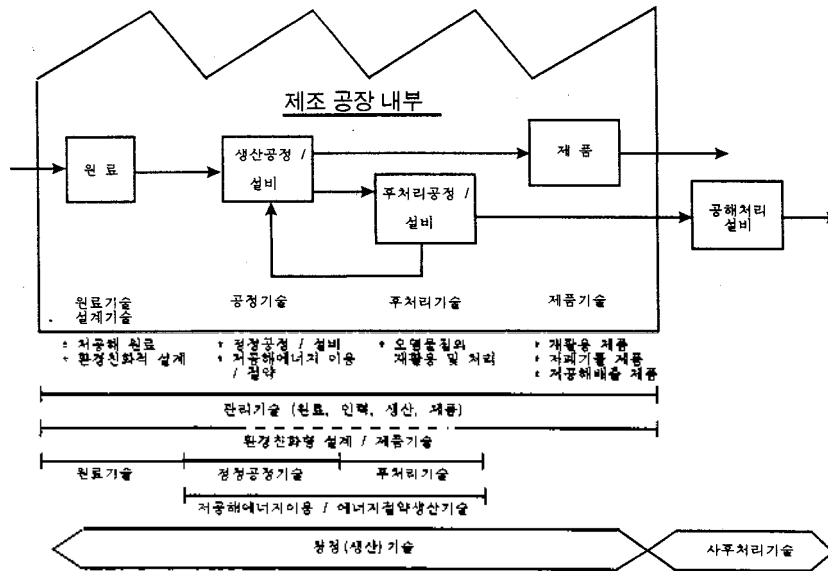 제조 공장 내부
원 료
생산공정 /
설비
후처리공정 /
설비
제 품
공해처리
설비
원료기술
설계기술
공정기술
후처리기술
제품기술
* 저공해 원료
* 환경친화적 설계
* 청정공정 / 설비
* 저공해에너지 이용
/ 절약
* 오염물질의
재활용 및 처리
* 재활용 제품
* 저폐기물 제품
* 저공해배출 제품
관리기술 (원료, 인력, 생산, 제품)
환경친화형 설계 / 제품기술
원료기술
청정공정기술
후처리기술
저공해에너지이용 / 에너지절약생산기술
청정(생산)기술
사후처리기술